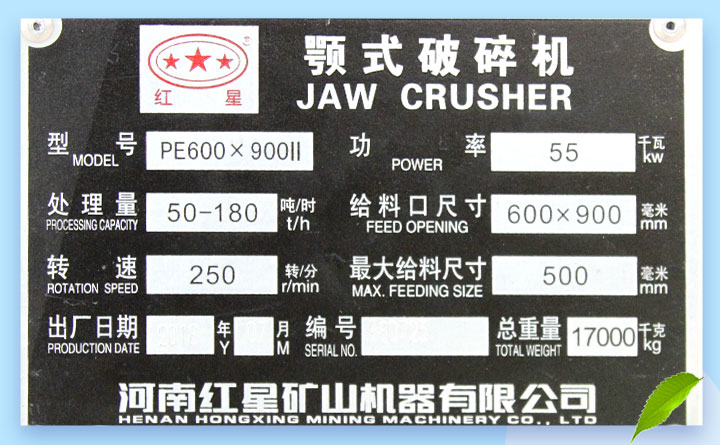 红 星
®
颚式破碎机
JAW CRUSHER
型 号 PE600×900II 功 率 55 千瓦
MODEL POWER kw
处理量 50-180 吨/时 给料口尺寸 600×900 毫米
PROCESSING CAPACITY t/h FEED OPENING mm
转 速 250 转/分 最大给料尺寸 500 毫米
ROTATION SPEED r/min MAX. FEEDING SIZE mm
出厂日期 年 月 编 号 总重量 17000 千克
PRODUCTION DATE Y M SERIAL NO. TOTAL WEIGHT kg
河南红星矿山机器有限公司
HENAN HONGXING MINING MACHINERY CO., LTD